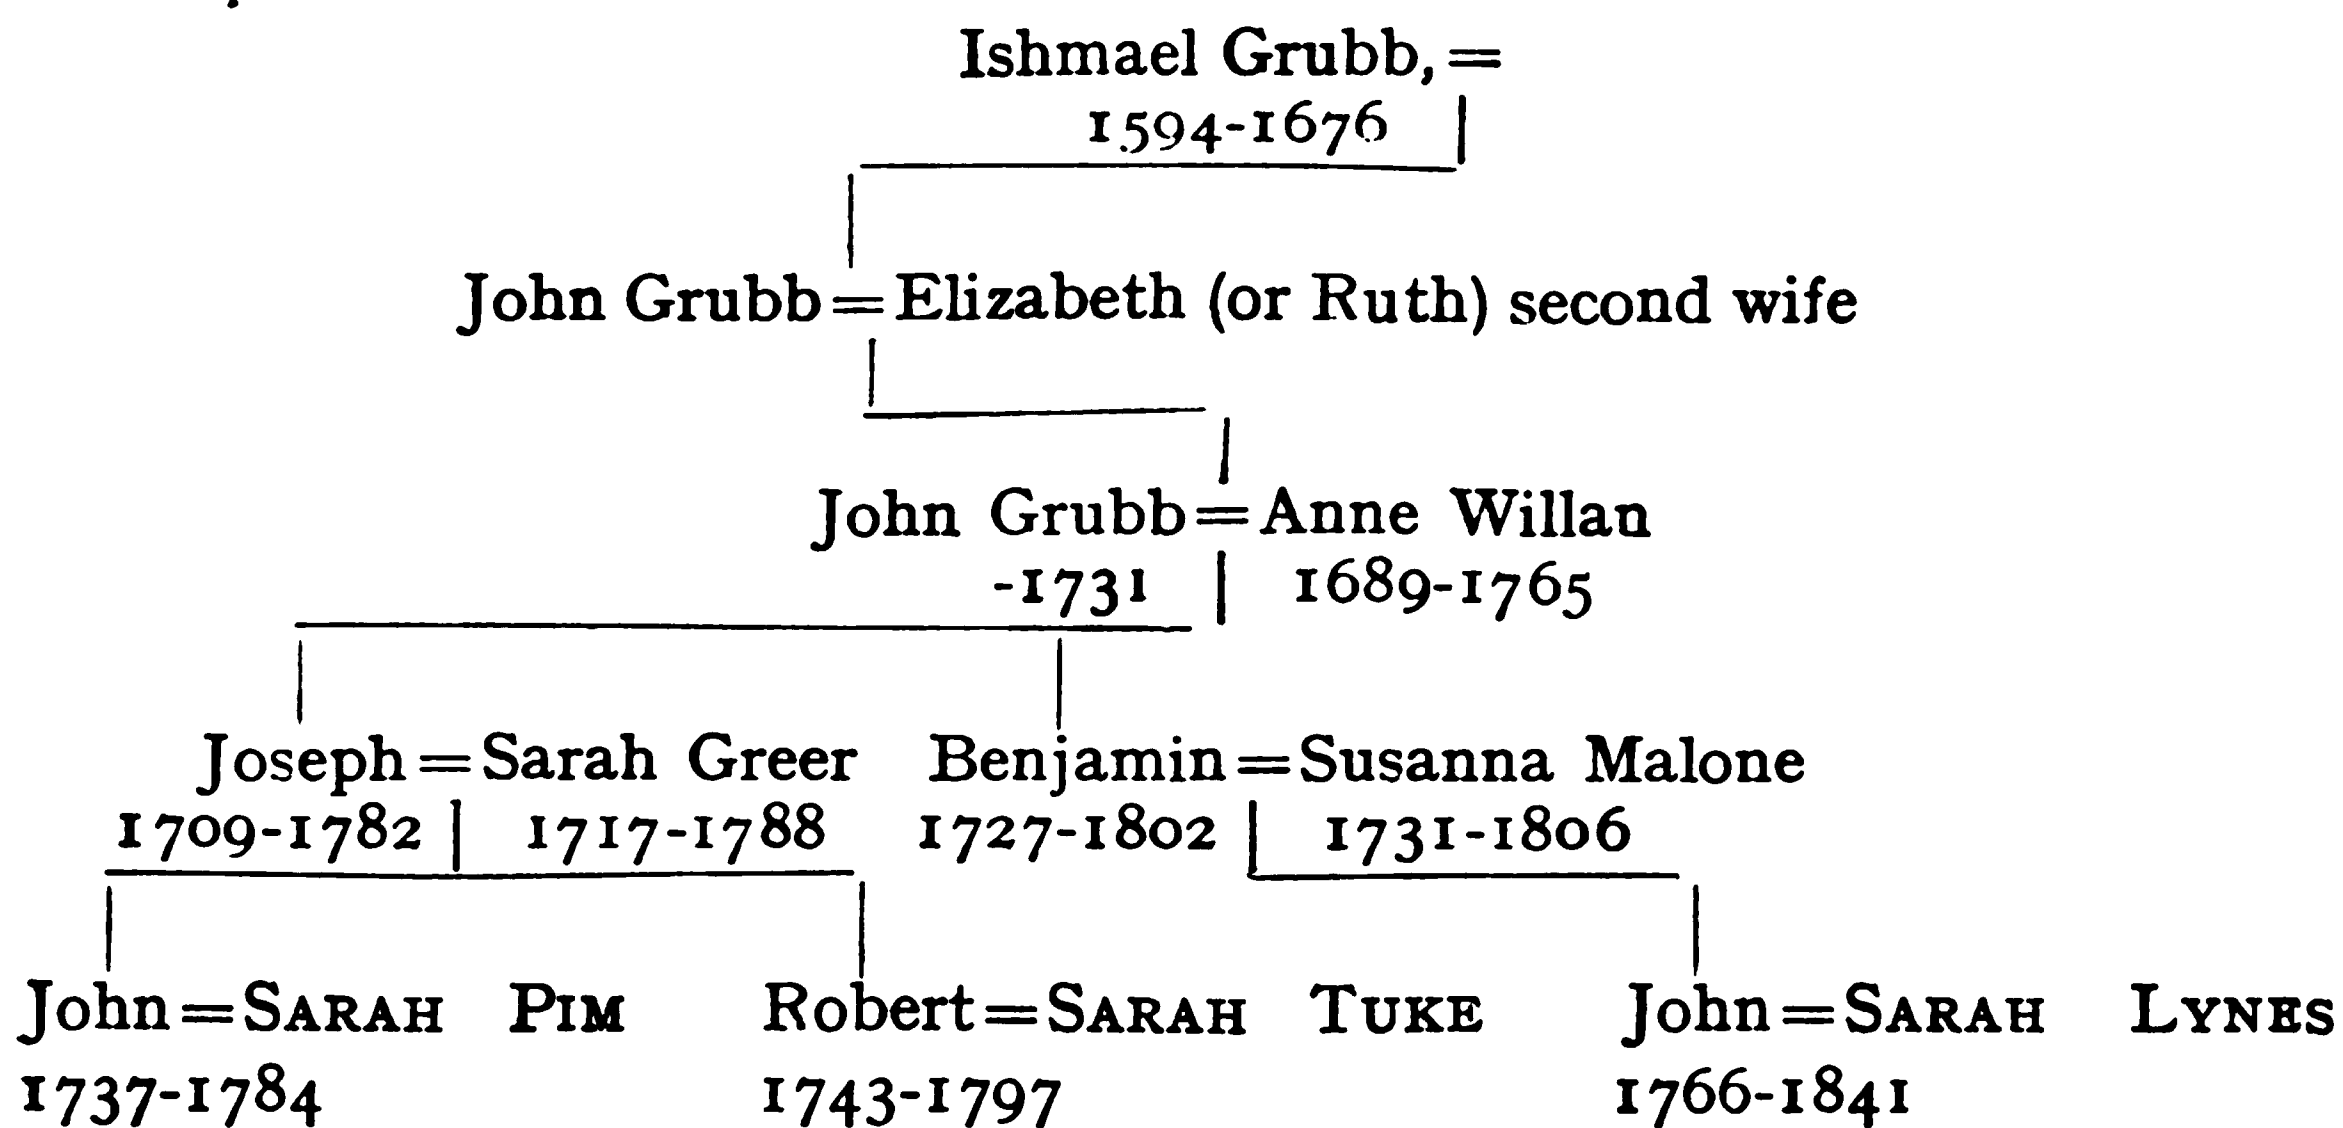 Ishmael Grubb, =
1594-1676
John Grubb = Elizabeth (or Ruth) second wife
John Grubb = Anne Willan
-1731 1689-1765
Joseph = Sarah Greer Benjamin = Susanna Malone
1709-1782 1717-1788 1727-1802 1731-1806
John = SARAH PIM Robert = SARAH TUKE John = SARAH LYNES
1737-1784 1743-1797 1766-1841